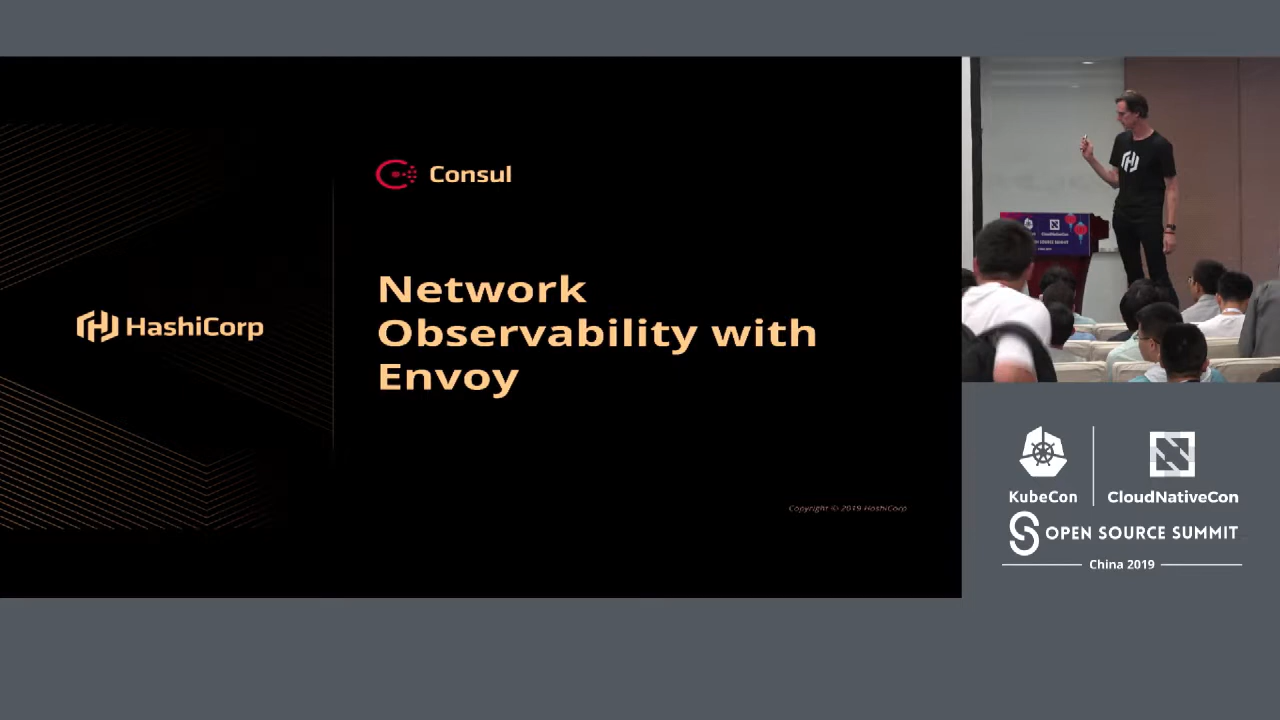 Consul
HashiCorp
Network
Observability with
Envoy
Copyright © 2019 HashiCorp
KubeCon
CloudNativeCon
OPEN SOURCE SUMMIT
China 2019